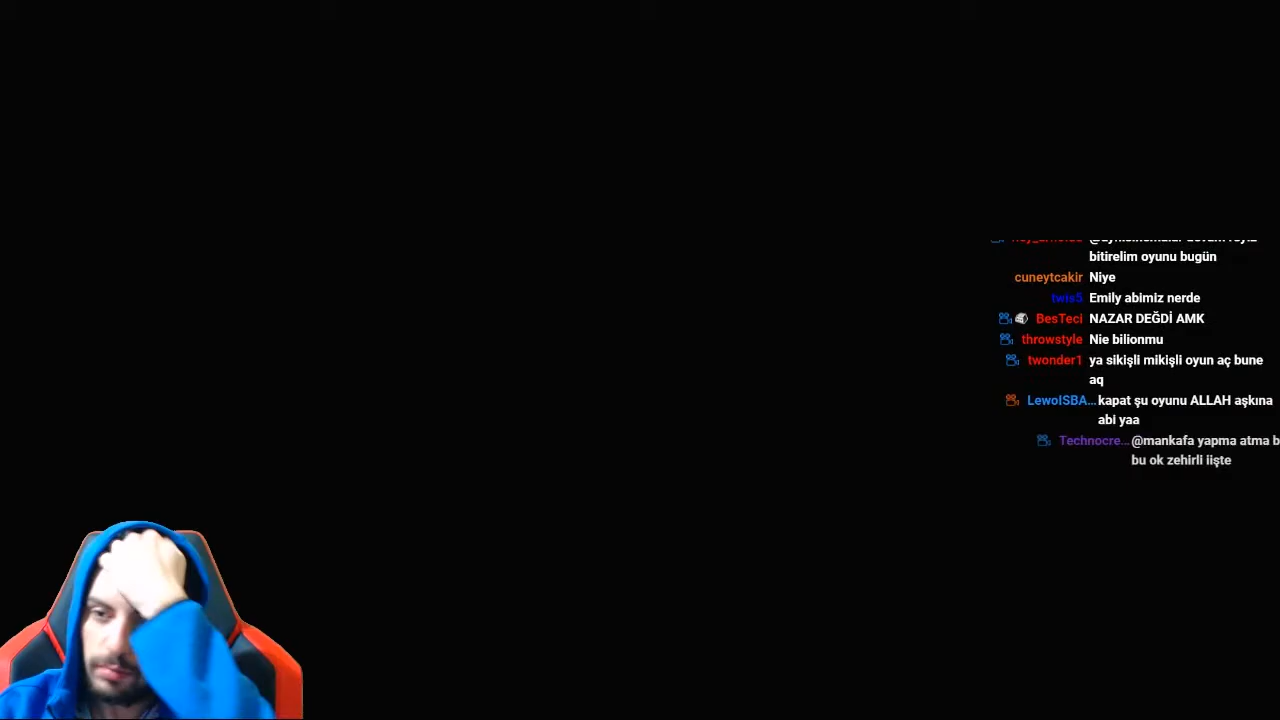 bitirelim oyunu bugün
cuneytcakir Niye
twis5 Emily abimiz nerde
BesTeci NAZAR DEĞDİ AMK
throwstyle Nie bilionmu
twonder1 ya sikişli mikişli oyun aç bune
aq
LewoISBA... kapat şu oyunu ALLAH aşkına
abi yaa
Technocre... @mankafa yapma atma b
bu ok zehirli iişte